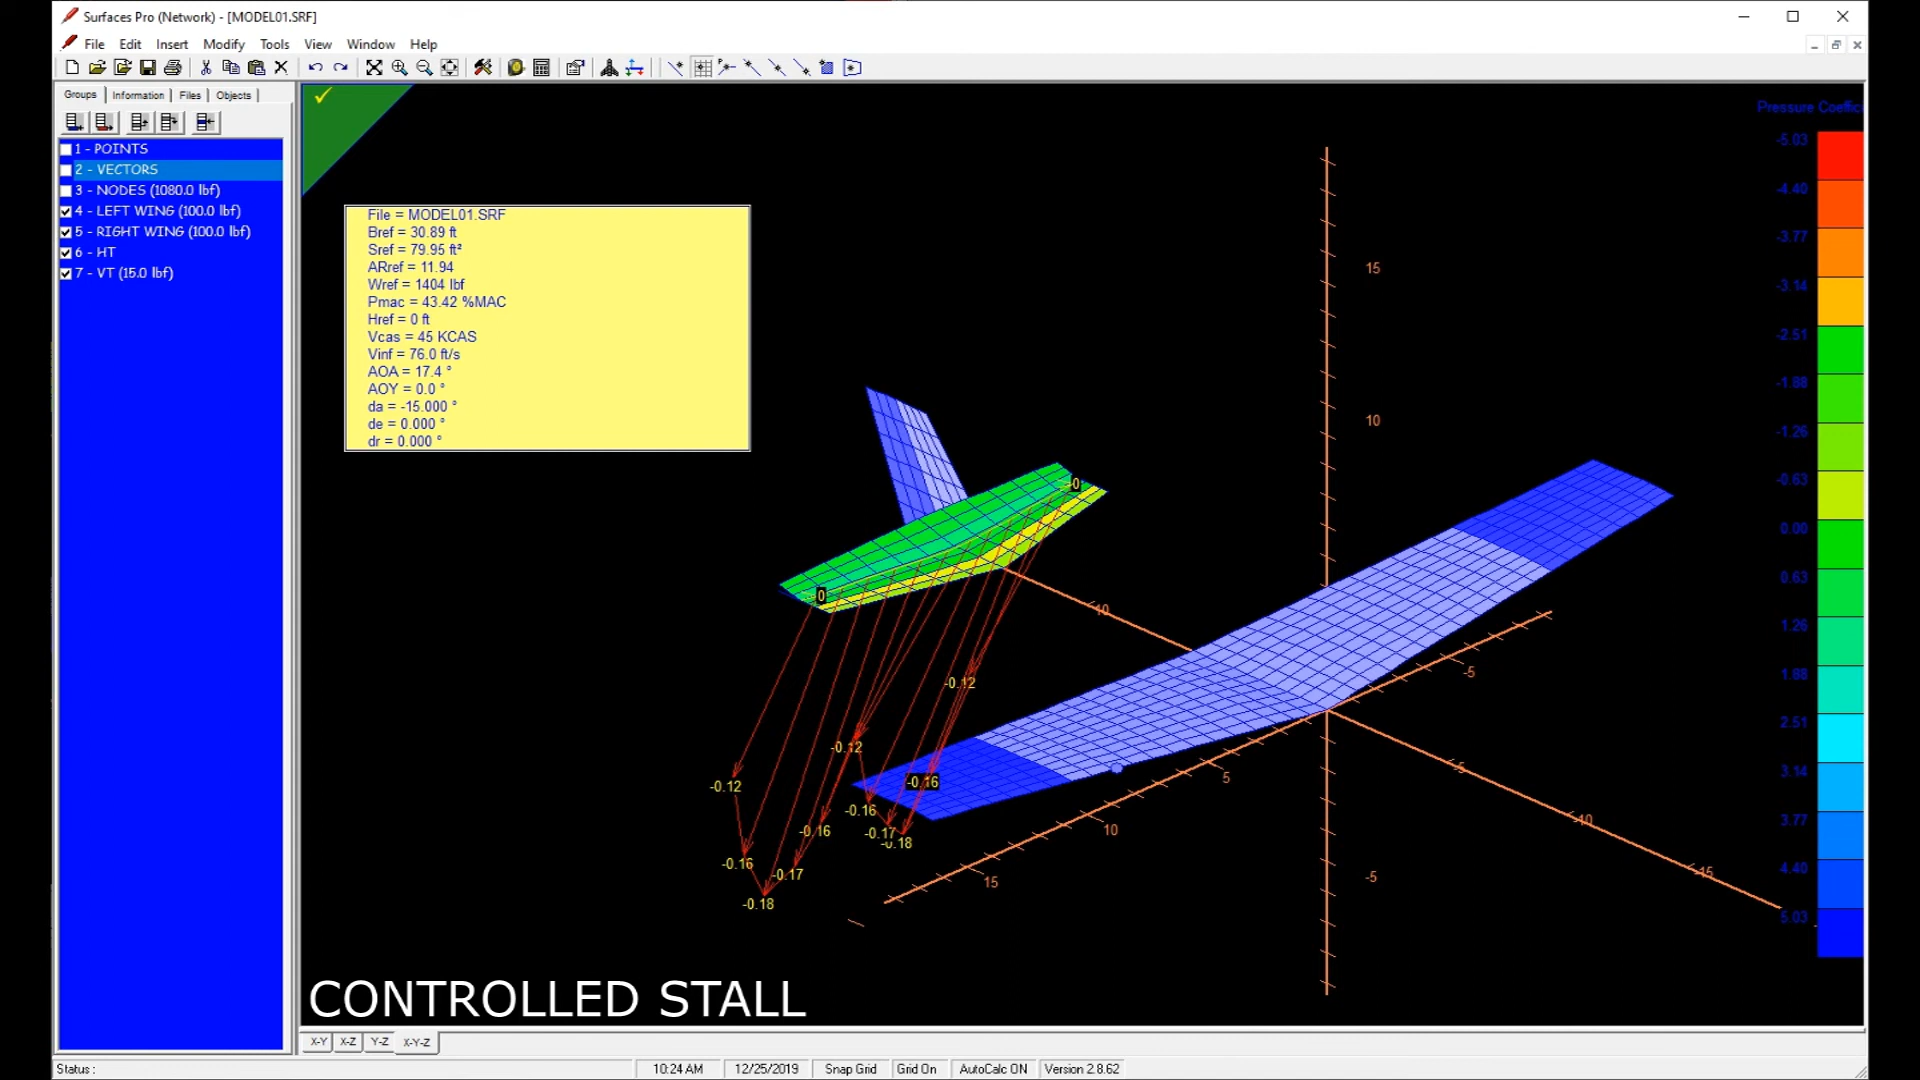 Surfaces Pro (Network) - [MODEL01.SRF]
File Edit Insert Modify Tools View Window Help
Groups Information Files Objects
1 - POINTS
2 - VECTORS
3 - NODES (1080.0 lbf)
4 - LEFT WING (100.0 lbf)
5 - RIGHT WING (100.0 lbf)
6 - HT
7 - VT (15.0 lbf)
File = MODEL01.SRF
Bref = 30.89 ft
Sref = 79.95 ft²
ARref = 11.94
Wref = 1404 lbf
Pmac = 43.42 %MAC
Href = 0 ft
Vcas = 45 KCAS
Vinf = 76.0 ft/s
AOA = 17.4 °
AOY = 0.0 °
da = -15.000 °
de = 0.000 °
dr = 0.000 °
Pressure Coeffic
-5.03
-4.40
-3.77
-3.14
-2.51
-1.88
-1.26
-0.63
0.00
0.63
1.26
1.88
2.51
3.14
3.77
4.40
5.03
15
10
-0
0
10
-5
-0.12
-0.12
-0.12
-0.16
5
-5
-0.16
-0.16
-0.17
-0.18
10
-10
-0.16
-0.17
-0.18
15
-5
-15
CONTROLLED STALL
X-Y X-Z Y-Z X-Y-Z
Status : 10:24 AM 12/25/2019 Snap Grid Grid On AutoCalc ON Version 2.8.62